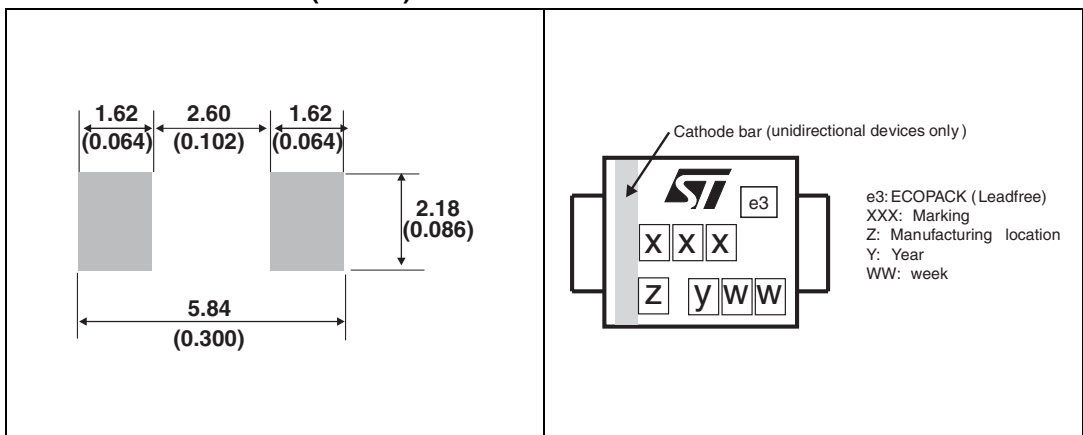 1.62 2.60 1.62
(0.064) (0.102) (0.064)
2.18
(0.086)
5.84
(0.300)
Cathode bar (unidirectional devices only)
ST
e3
x x x
z y w w
e3: ECOPACK (Leadfree)
XXX: Marking
Z: Manufacturing location
Y: Year
WW: week